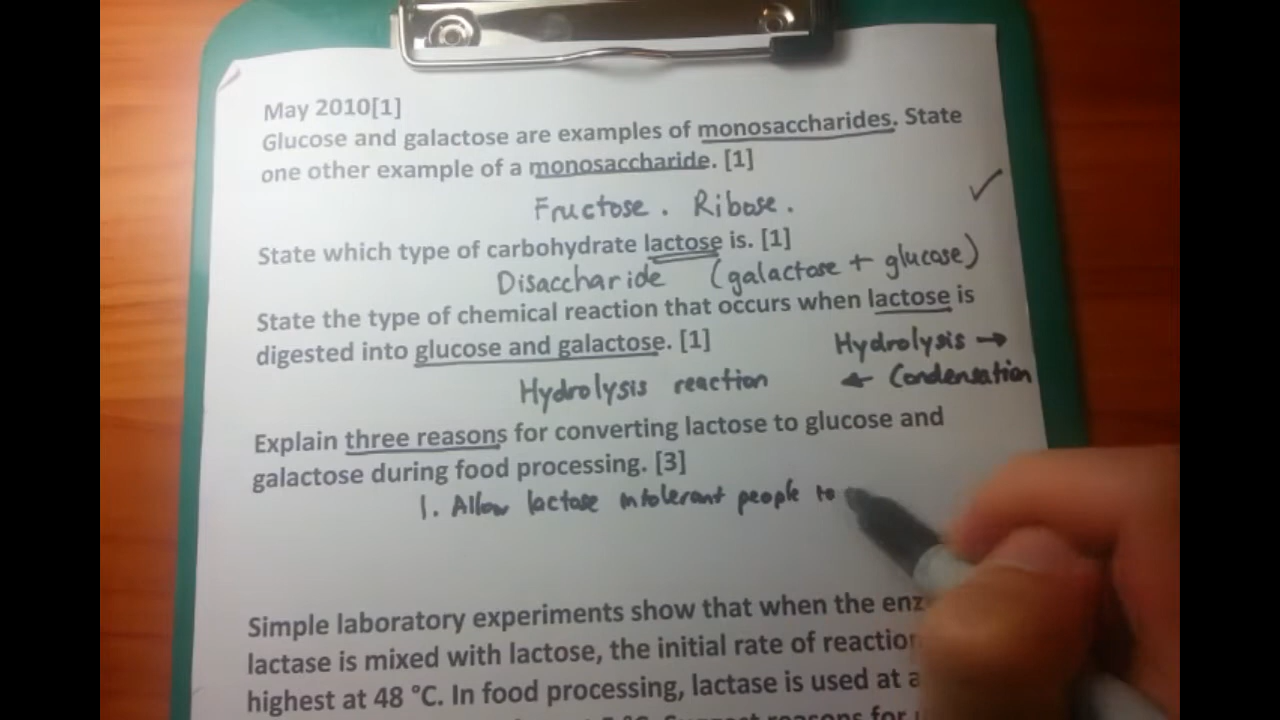 May 2010[1]
Glucose and galactose are examples of monosaccharides. State
one other example of a monosaccharide. [1]
Fructose. Ribose.
State which type of carbohydrate lactose is. [1]
Disaccharide (galactose + glucose)
State the type of chemical reaction that occurs when lactose is
digested into glucose and galactose. [1]
Hydrolysis →
Hydrolysis reaction ← Condensation
Explain three reasons for converting lactose to glucose and
galactose during food processing. [3]
1. Allow lactase intolerant people to
Simple laboratory experiments show that when the
lactase is mixed with lactose, the initial rate of reaction
highest at 48 °C. In food processing, lactase is used at a
reasons for